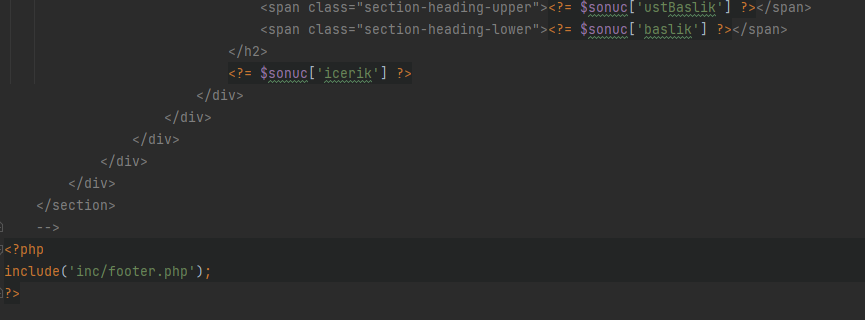 <span class="section-heading-upper"><?= $sonuc['ustBaslik'] ?></span>
<span class="section-heading-lower"><?= $sonuc['baslik'] ?></span>
</h2>
<?= $sonuc['icerik'] ?>
</div>
</div>
</div>
</div>
</div>
</section>
-->
<?php
include('inc/footer.php');
?>